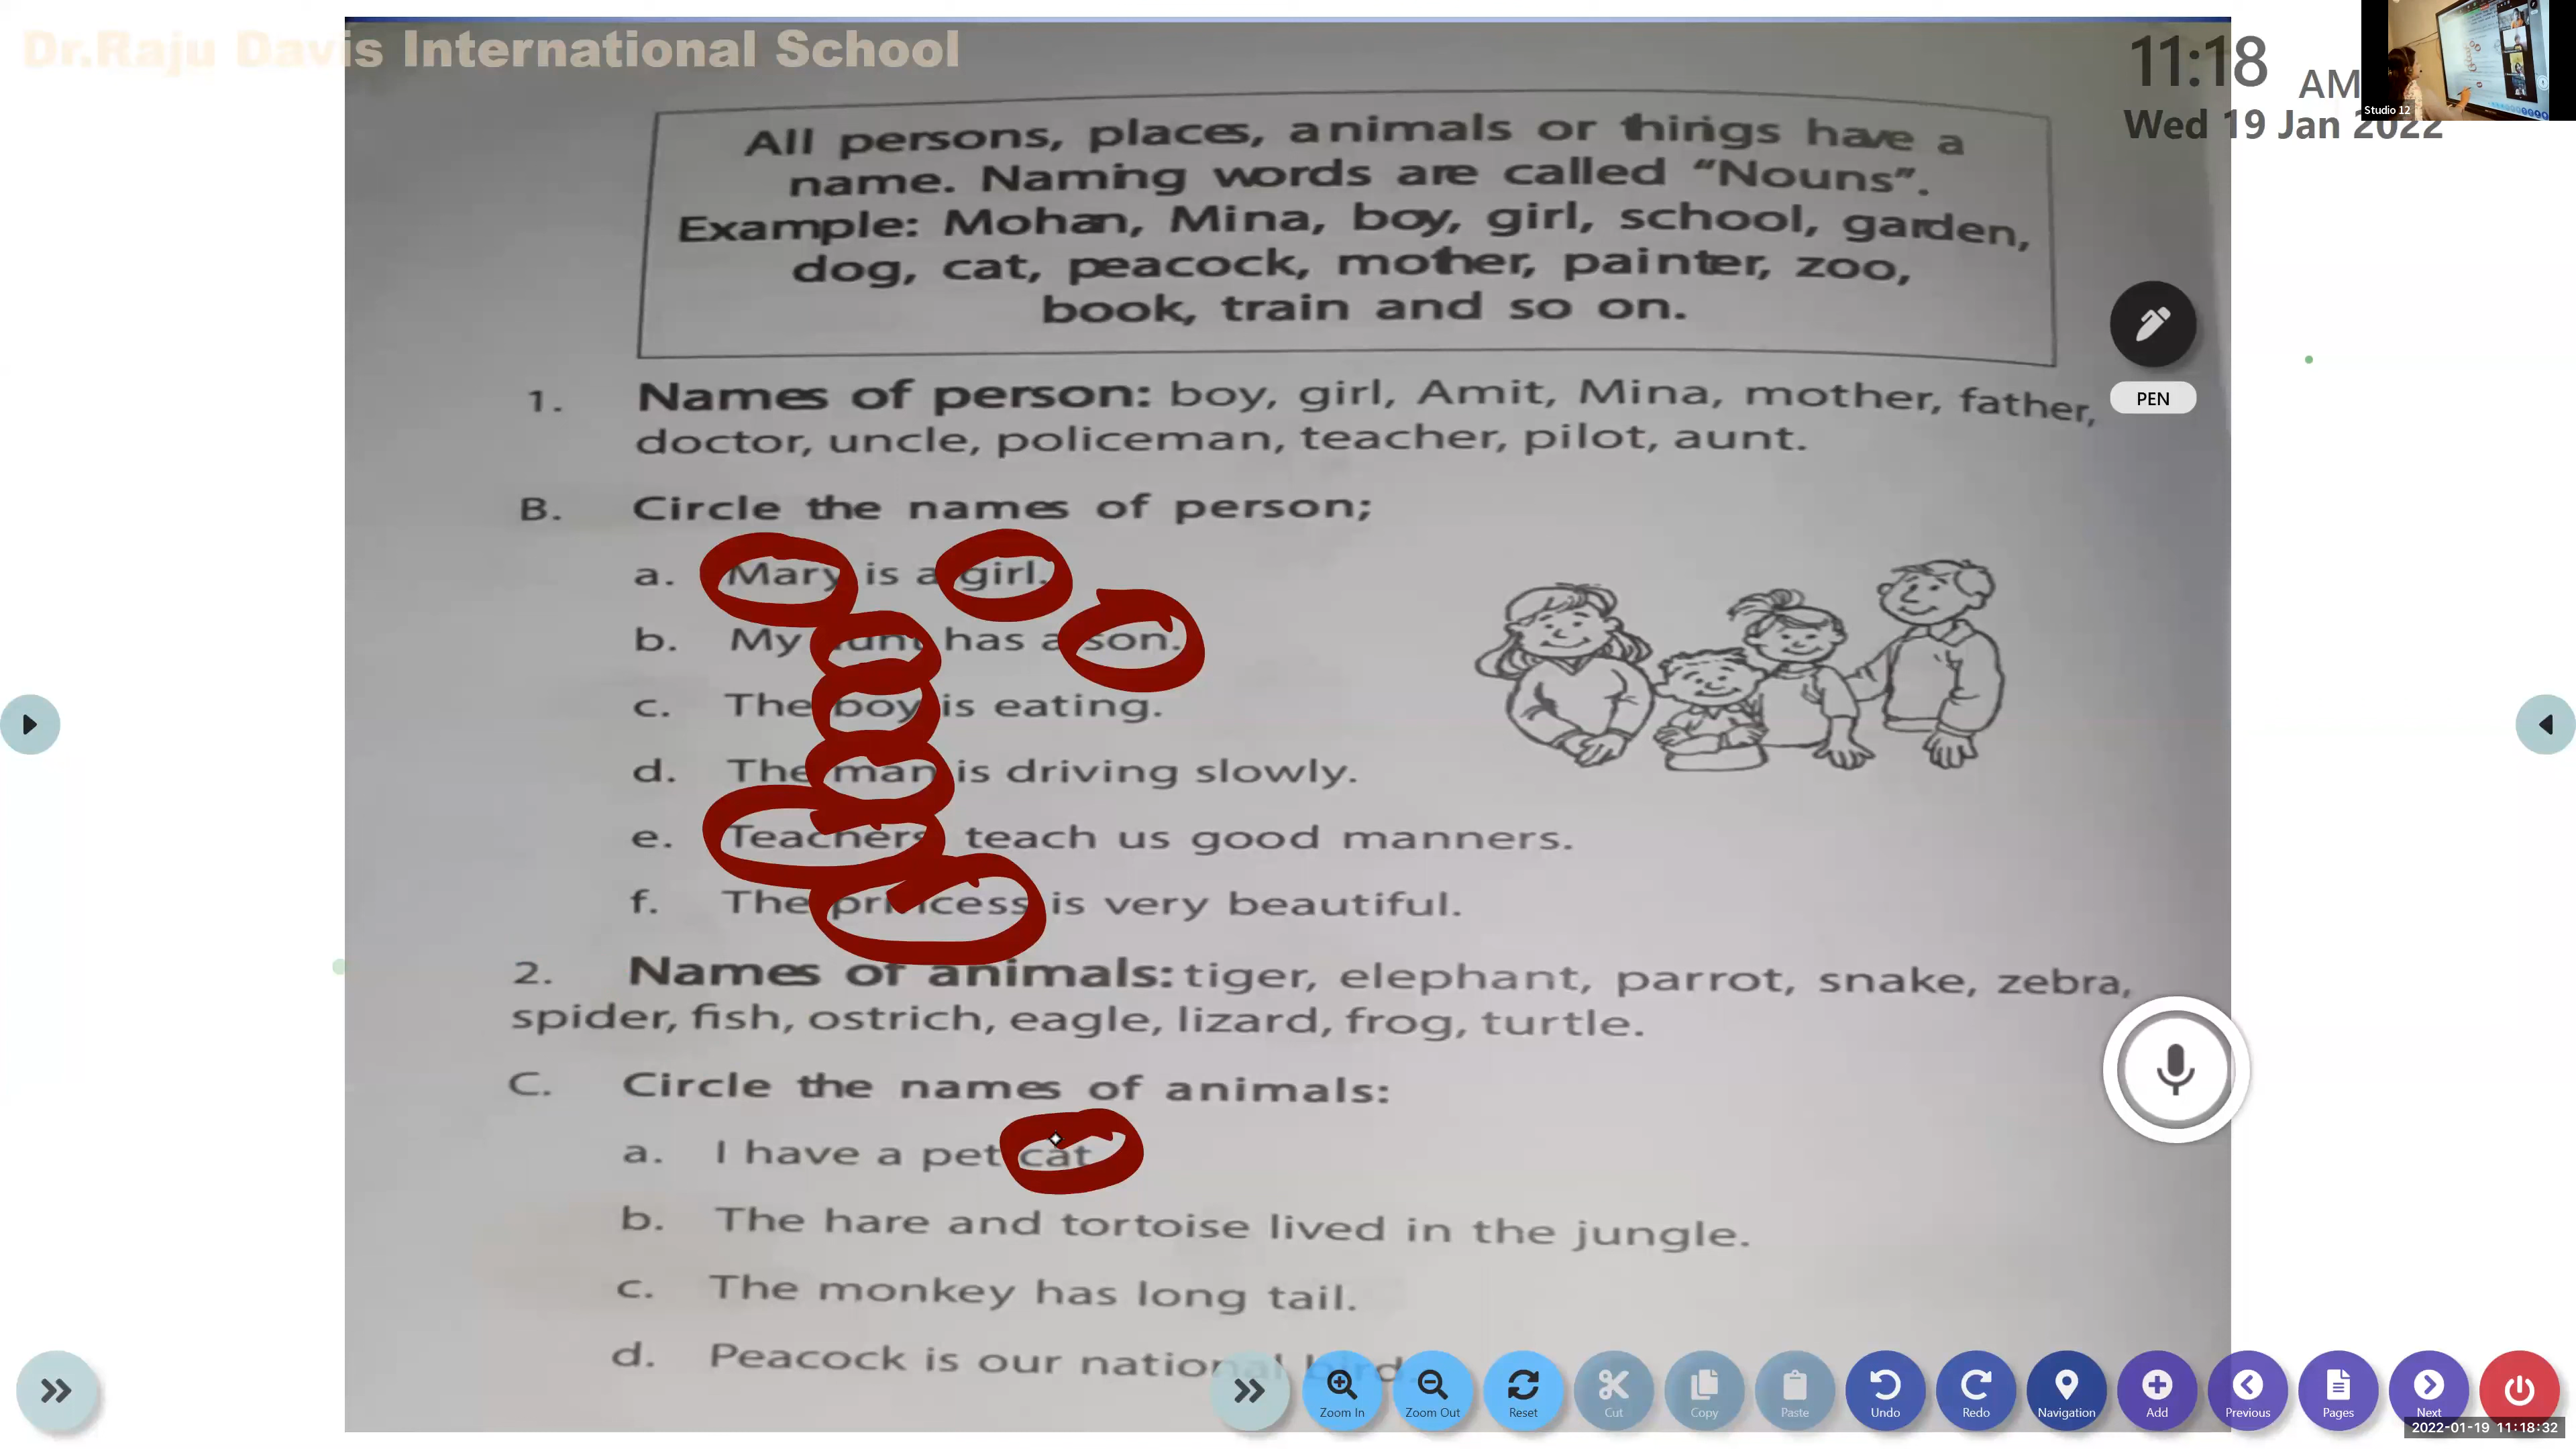 Dr.Raju Davis International School
11:18 AM
Wed 19 Jan 2022
Studio 12
All persons, places, animals or things have a
name. Naming words are called "Nouns".
Example: Mohan, Mina, boy, girl, school, garden,
dog, cat, peacock, mother, painter, zoo,
book, train and so on.
PEN
1. Names of person: boy, girl, Amit, Mina, mother, father,
doctor, uncle, policeman, teacher, pilot, aunt.
B. Circle the names of person;
a. Mary is a girl.
b. My aunt has a son.
c. The boy is eating.
d. The man is driving slowly.
e. Teachers teach us good manners.
f. The princess is very beautiful.
2. Names of animals: tiger, elephant, parrot, snake, zebra,
spider, fish, ostrich, eagle, lizard, frog, turtle.
C. Circle the names of animals:
a. I have a pet cat
b. The hare and tortoise lived in the jungle.
c. The monkey has long tail.
d. Peacock is our national bird.
Zoom In Zoom Out Reset Cut Copy Paste Undo Redo Navigation Add Previous Pages Next
2022-01-19 11:18:32